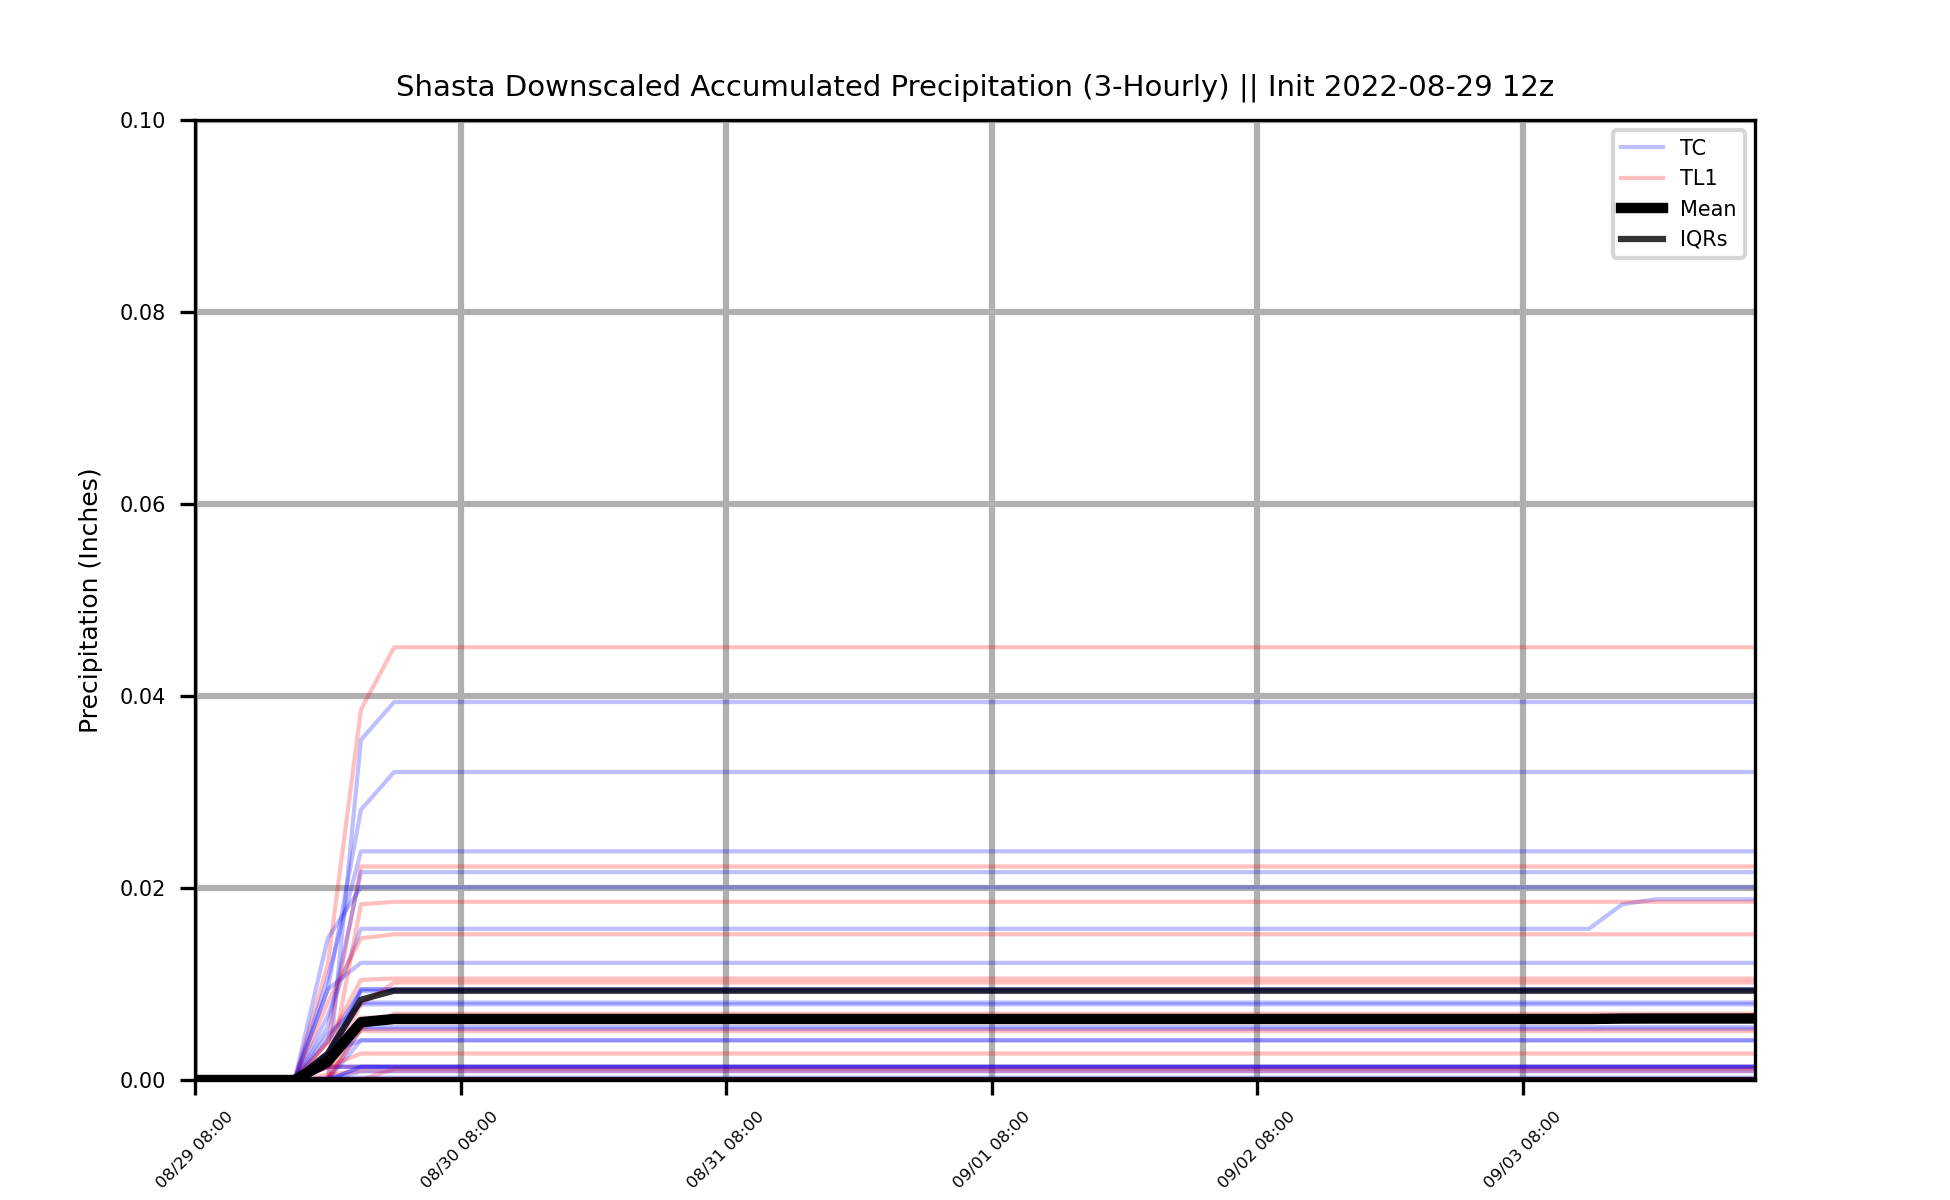 Shasta Downscaled Accumulated Precipitation (3-Hourly) || Init 2022-08-29 12z
TC
TL1
Mean
IQRs
Precipitation (Inches)
0.10
0.08
0.06
0.04
0.02
0.00
08/29 08:00
08/30 08:00
08/31 08:00
09/01 08:00
09/02 08:00
09/03 08:00